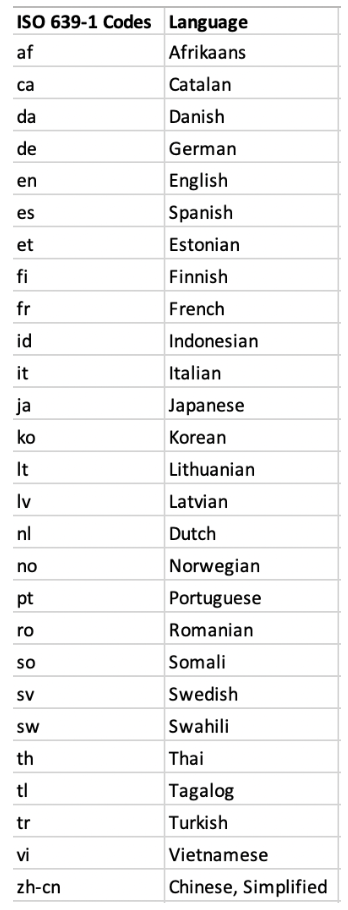 ISO 639-1 Codes Language
af Afrikaans
ca Catalan
da Danish
de German
en English
es Spanish
et Estonian
fi Finnish
fr French
id Indonesian
it Italian
ja Japanese
ko Korean
lt Lithuanian
lv Latvian
nl Dutch
no Norwegian
pt Portuguese
ro Romanian
so Somali
sv Swedish
sw Swahili
th Thai
tl Tagalog
tr Turkish
vi Vietnamese
zh-cn Chinese, Simplified